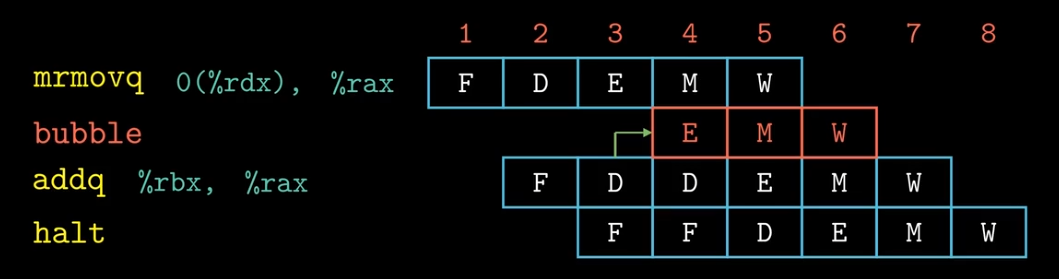 1 2 3 4 5 6 7 8
mrmovq 0(%rdx), %rax F D E M W
bubble E M W
addq %rbx, %rax F D D E M W
halt F F D E M W